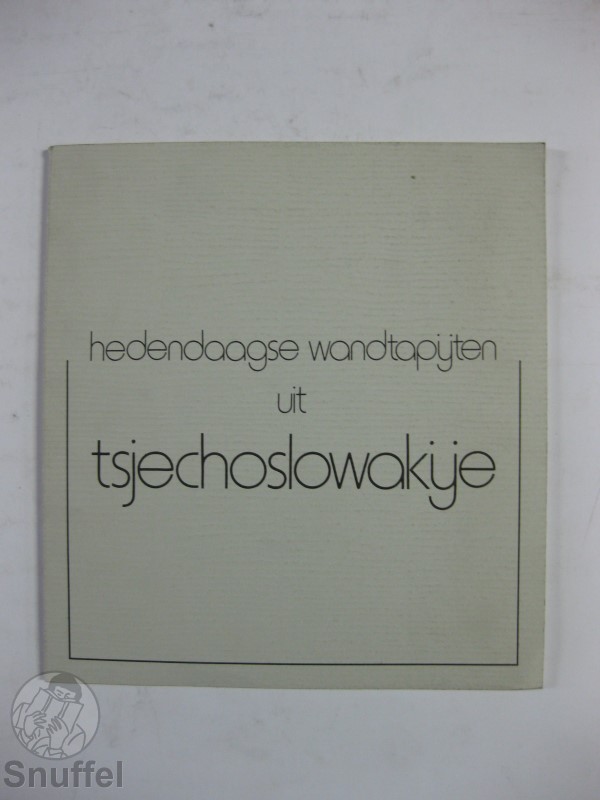 hedendaagse wandtapijten
uit
tsjechoslowakije
Snuffel